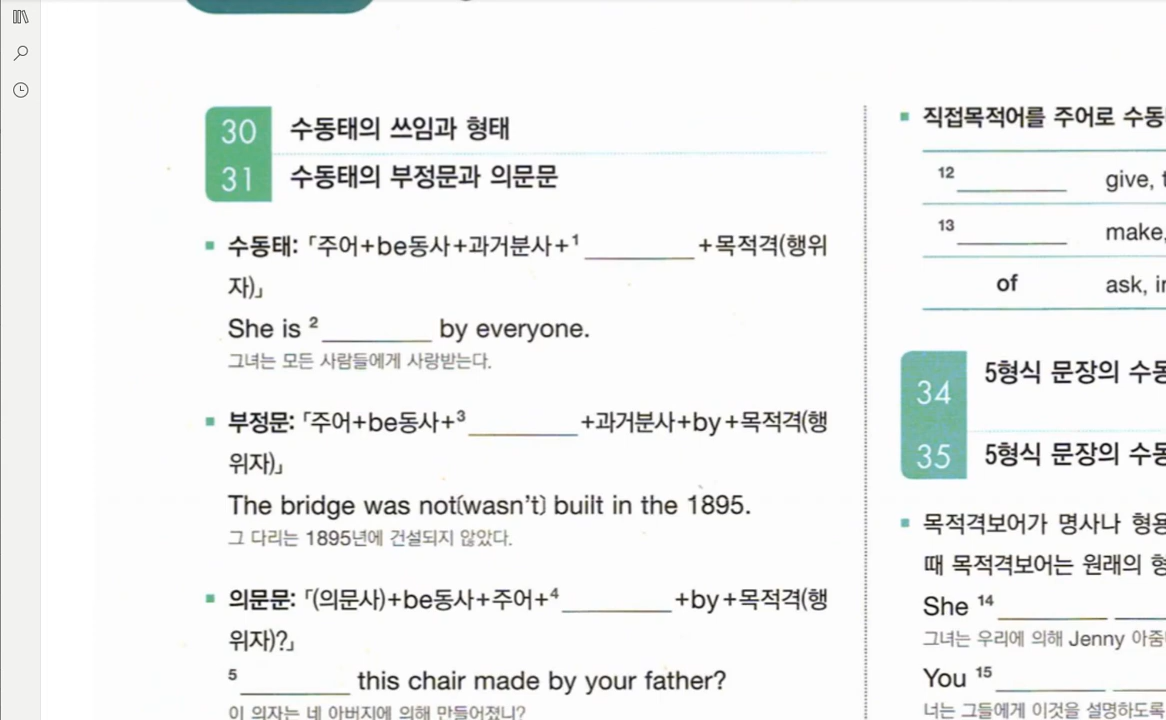 30 수동태의 쓰임과 형태
31 수동태의 부정문과 의문문
수동태: 「주어+be동사+과거분사+¹ ________ +목적격(행위
자)」
She is ² ________ by everyone.
그녀는 모든 사람들에게 사랑받는다.
부정문: 「주어+be동사+³ ________ +과거분사+by+목적격(행
위자)」
The bridge was not(wasn't) built in the 1895.
그 다리는 1895년에 건설되지 않았다.
의문문: 「(의문사)+be동사+주어+⁴ ________ +by+목적격(행
위자)?」
⁵ ________ this chair made by your father?
이 의자는 네 아버지에 의해 만들어졌니?
직접목적어를 주어로
12 ________ give,
13 ________ make,
of ask,
34 5형식 문장의
35 5형식 문장의
목적격보어가 명사나
때 목적격보어는 원래의
She ¹⁴ ________
그녀는 우리에 의해 Jenny
You ¹⁵ ________
너는 그들에게 이것을 설명하도록